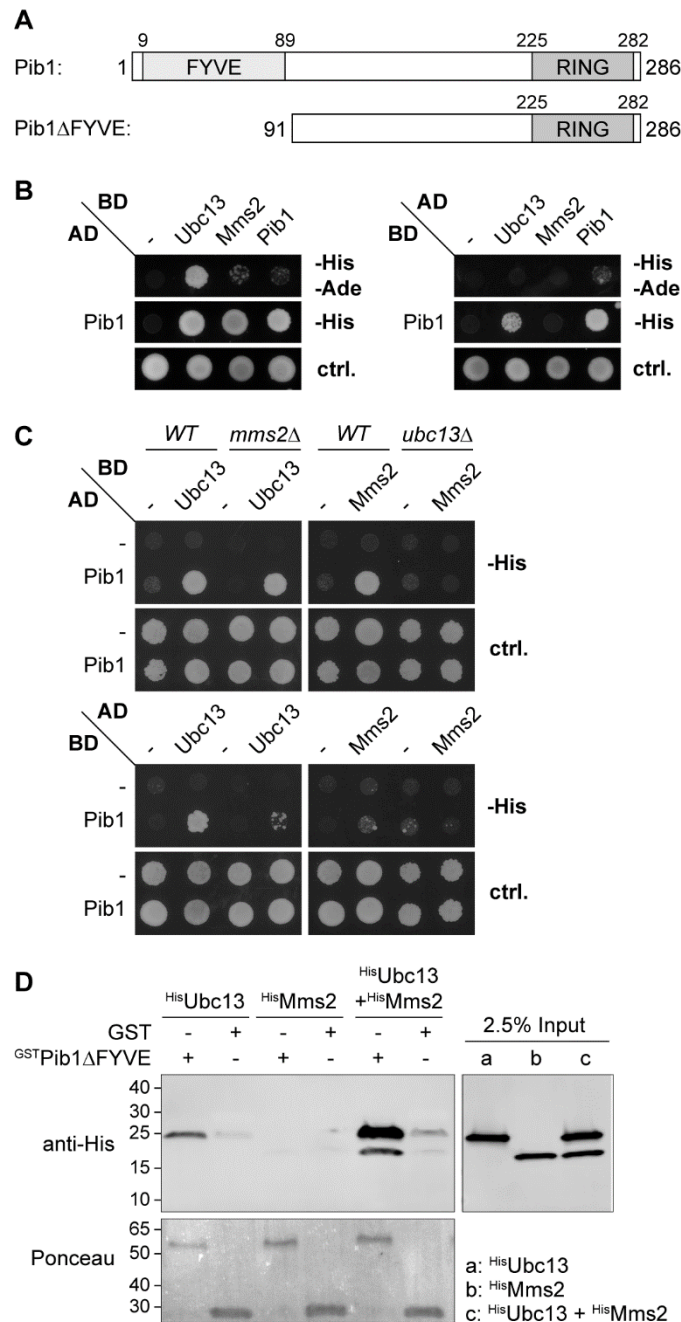 A
9 89 225 282
Pib1: 1 FYVE RING 286
225 282
Pib1ΔFYVE: 91 RING 286
B
BD
AD
- Ubc13 Mms2 Pib1
-His
-Ade
Pib1 -His
ctrl.
AD
BD
- Ubc13 Mms2 Pib1
-His
-Ade
Pib1 -His
ctrl.
C
WT mms2Δ WT ubc13Δ
BD
AD
- Ubc13 - Ubc13 - Mms2 - Mms2
-
Pib1
-His
-
Pib1
ctrl.
AD
BD
- Ubc13 - Ubc13 - Mms2 - Mms2
-
Pib1
-His
-
Pib1
ctrl.
D
HisUbc13 HisMms2 HisUbc13
+HisMms2
GST - + - + - +
GSTPib1ΔFYVE + - + - + -
2.5% Input
a b c
anti-His
40
30
25
15
10
Ponceau
65
50
40
30
a: HisUbc13
b: HisMms2
c: HisUbc13 + HisMms2